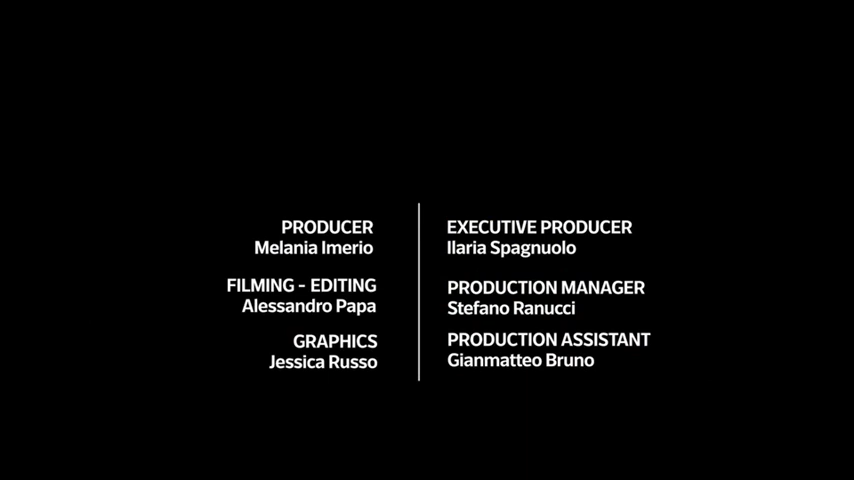 PRODUCER
Melania Imerio
FILMING - EDITING
Alessandro Papa
GRAPHICS
Jessica Russo
EXECUTIVE PRODUCER
Ilaria Spagnuolo
PRODUCTION MANAGER
Stefano Ranucci
PRODUCTION ASSISTANT
Gianmatteo Bruno